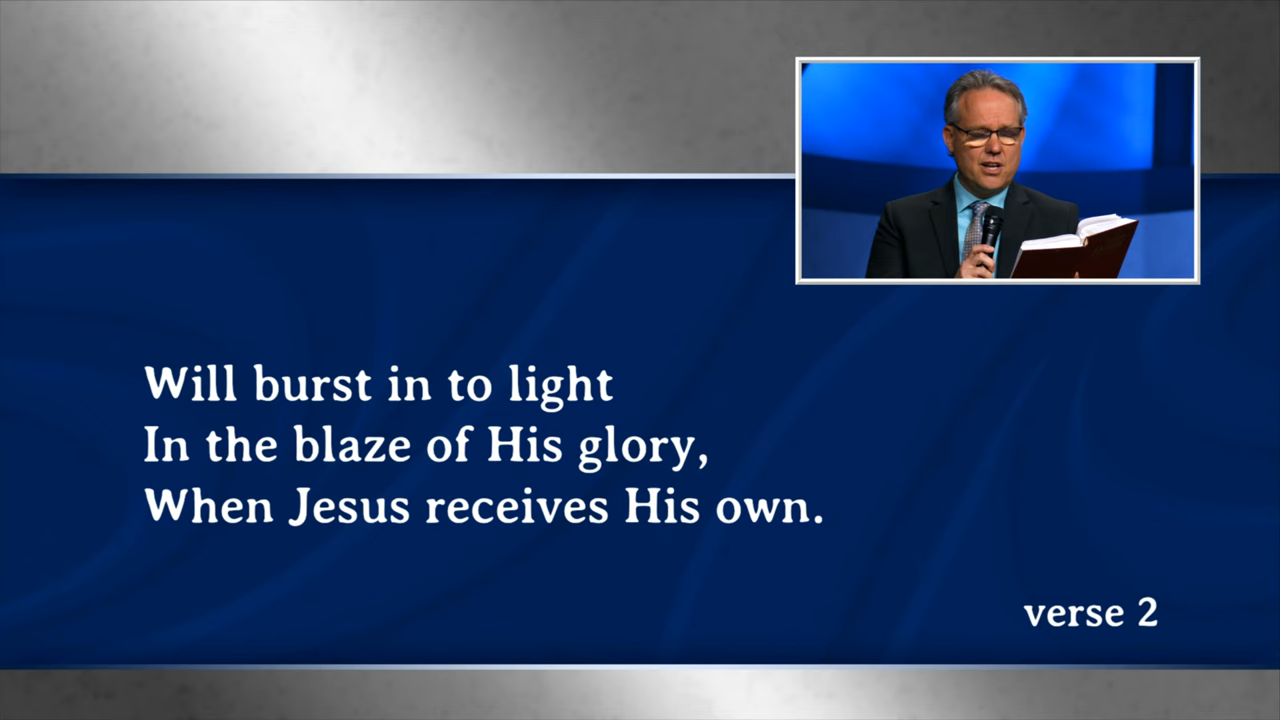 Will burst in to light
In the blaze of His glory,
When Jesus receives His own.
verse 2